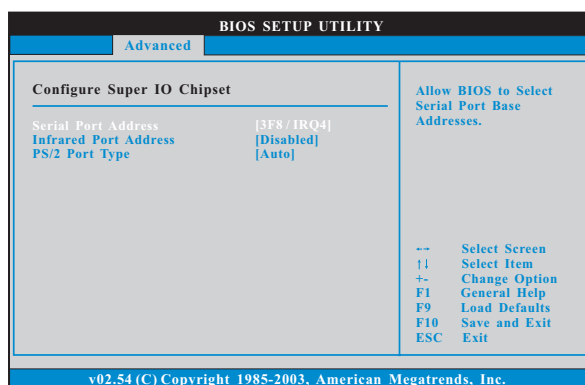 BIOS SETUP UTILITY
Advanced
Configure Super IO Chipset
Serial Port Address [3F8 / IRQ4]
Infrared Port Address [Disabled]
PS/2 Port Type [Auto]
Allow BIOS to Select
Serial Port Base
Addresses.
←→ Select Screen
↑↓ Select Item
+- Change Option
F1 General Help
F9 Load Defaults
F10 Save and Exit
ESC Exit
v02.54 (C) Copyright 1985-2003, American Megatrends, Inc.